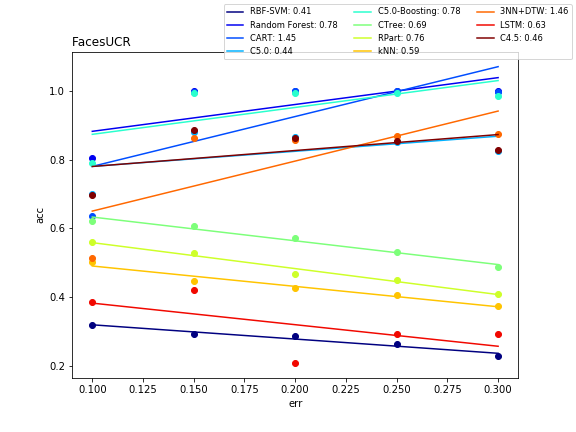 RBF-SVM: 0.41
Random Forest: 0.78
CART: 1.45
C5.0: 0.44
C5.0-Boosting: 0.78
CTree: 0.69
RPart: 0.76
kNN: 0.59
3NN+DTW: 0.71
LSTM: 0.63
C4.5: 0.46
FacesUCR
acc
1.0
0.8
0.6
0.4
0.2
0.100 0.125 0.150 0.175 0.200 0.225 0.250 0.275 0.300
err